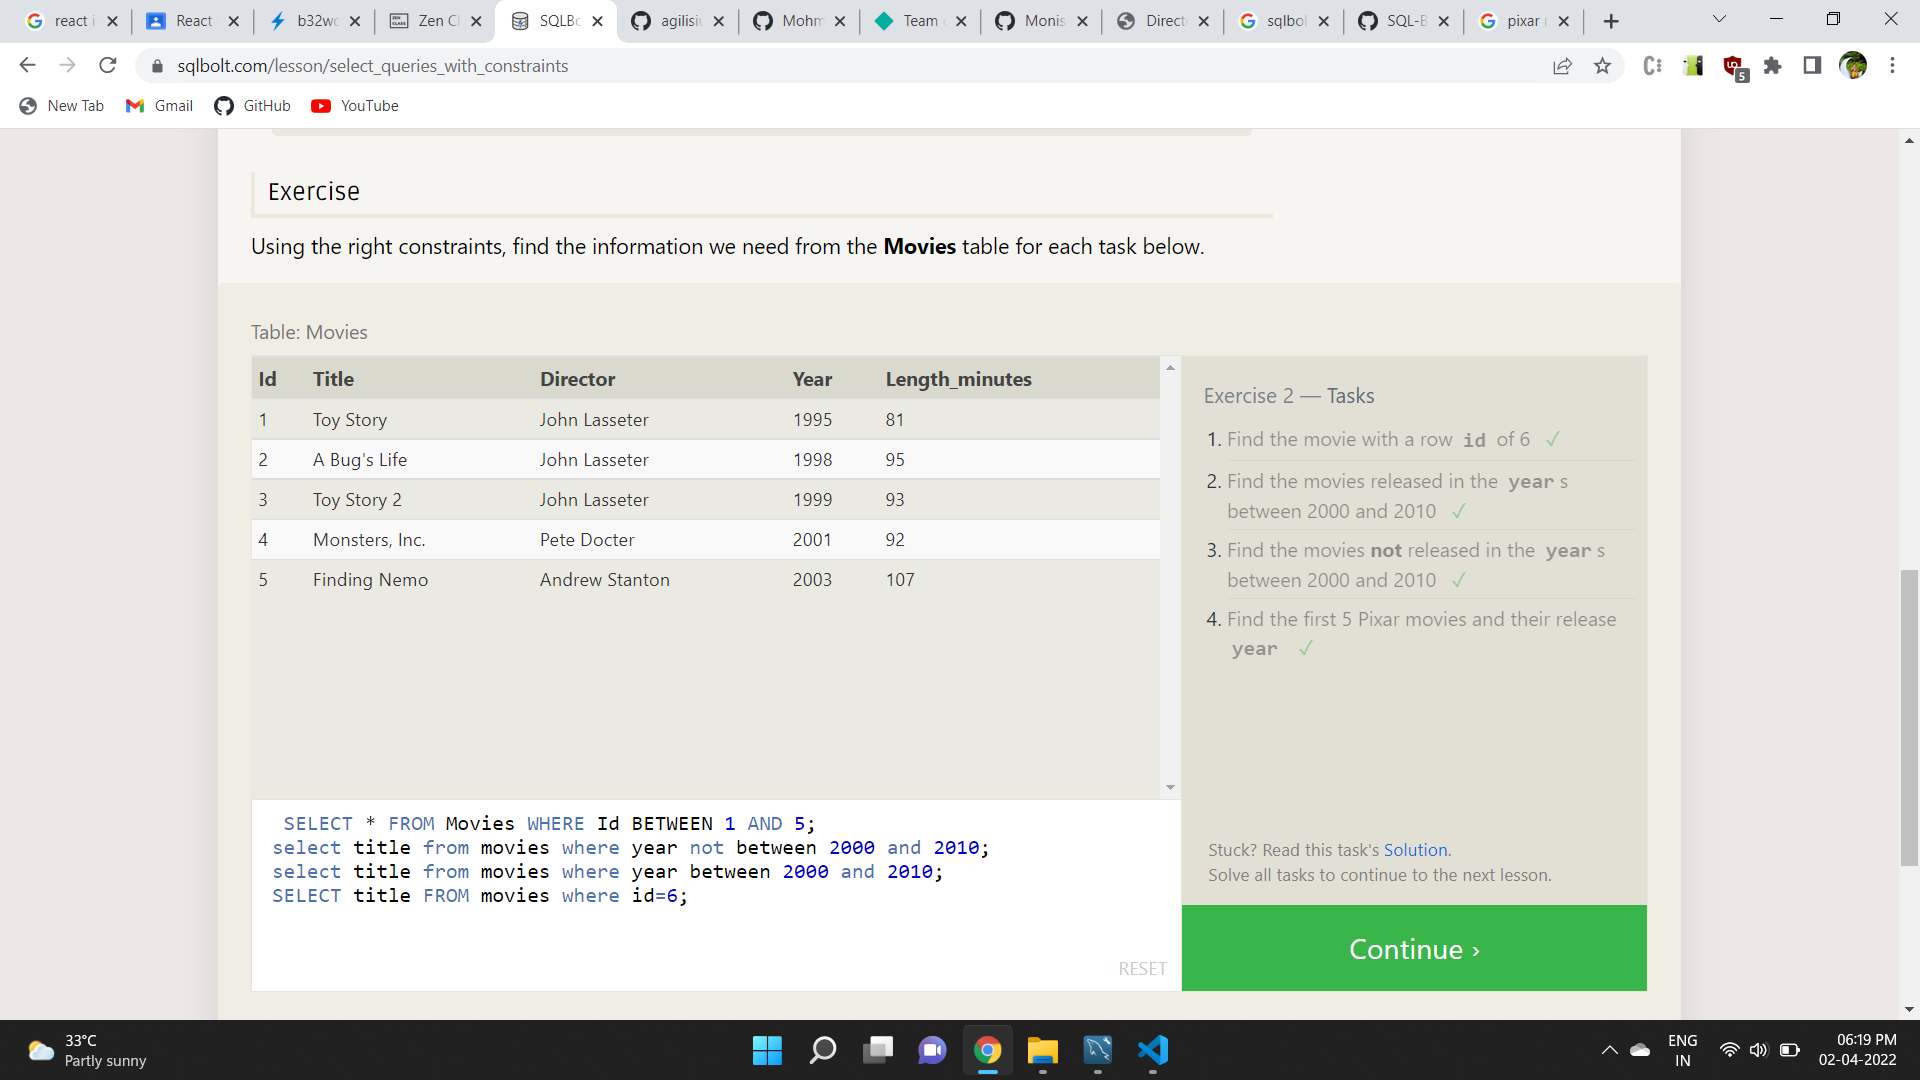 react i
React
b32wc
Zen Cl
SQLBo
agilisiu
Mohm
Team
Monis
Direct
sqlbol
SQL-B
pixar
sqlbolt.com/lesson/select_queries_with_constraints
5
New Tab
Gmail
GitHub
YouTube
Exercise
Using the right constraints, find the information we need from the Movies table for each task below.
Table: Movies
Id Title Director Year Length_minutes
1 Toy Story John Lasseter 1995 81
2 A Bug's Life John Lasseter 1998 95
3 Toy Story 2 John Lasseter 1999 93
4 Monsters, Inc. Pete Docter 2001 92
5 Finding Nemo Andrew Stanton 2003 107
Exercise 2 — Tasks
1. Find the movie with a row id of 6 ✓
2. Find the movies released in the year s
between 2000 and 2010 ✓
3. Find the movies not released in the year s
between 2000 and 2010 ✓
4. Find the first 5 Pixar movies and their release
year ✓
SELECT * FROM Movies WHERE Id BETWEEN 1 AND 5;
select title from movies where year not between 2000 and 2010;
select title from movies where year between 2000 and 2010;
SELECT title FROM movies where id=6;
RESET
Stuck? Read this task's Solution.
Solve all tasks to continue to the next lesson.
Continue ›
33°C
Partly sunny
ENG
IN
06:19 PM
02-04-2022